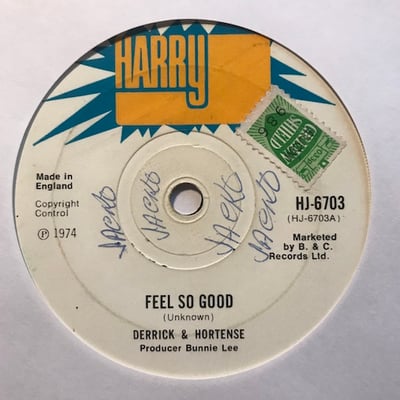 HARRY
Made in
England
Copyright
Control
℗ 1974
HJ-6703
(HJ-6703A)
Marketed
by B. & C.
Records Ltd.
JACKO
JACKO
JACKO
JACKO
FEEL SO GOOD
(Unknown)
DERRICK & HORTENSE
Producer Bunnie Lee